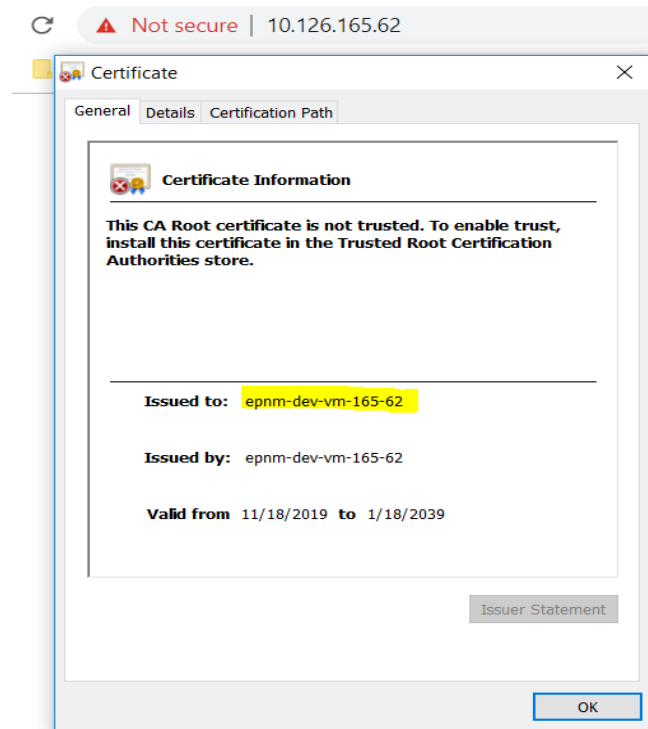 Not secure | 10.126.165.62
Certificate
General Details Certification Path
Certificate Information
This CA Root certificate is not trusted. To enable trust,
install this certificate in the Trusted Root Certification
Authorities store.
Issued to: epnm-dev-vm-165-62
Issued by: epnm-dev-vm-165-62
Valid from 11/18/2019 to 1/18/2039
Issuer Statement
OK